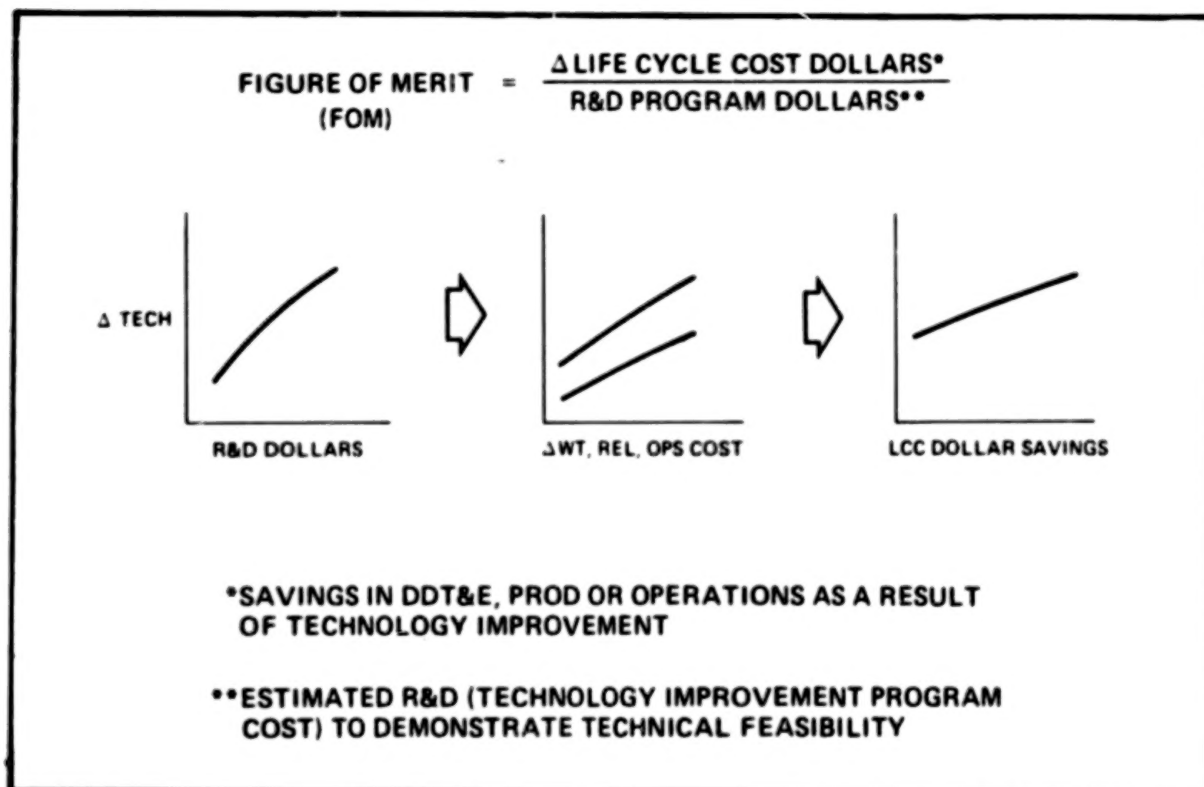 FIGURE OF MERIT = Δ LIFE CYCLE COST DOLLARS*
(FOM) R&D PROGRAM DOLLARS**
Δ TECH
R&D DOLLARS
ΔWT, REL, OPS COST
LCC DOLLAR SAVINGS
*SAVINGS IN DDT&E, PROD OR OPERATIONS AS A RESULT
OF TECHNOLOGY IMPROVEMENT
**ESTIMATED R&D (TECHNOLOGY IMPROVEMENT PROGRAM
COST) TO DEMONSTRATE TECHNICAL FEASIBILITY